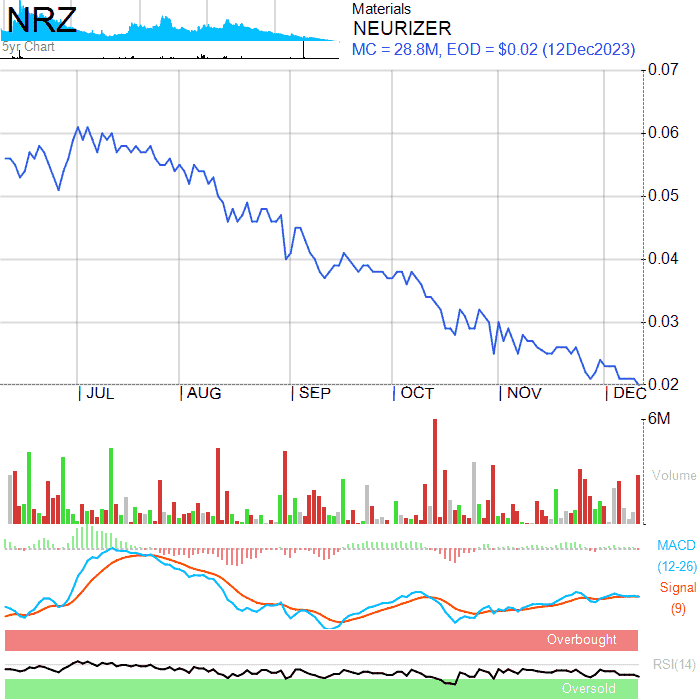 NRZ
5yr Chart
Materials
NEURIZER
MC = 28.8M, EOD = $0.02 (12Dec2023)
0.07
0.06
0.05
0.04
0.03
0.02
JUL
AUG
SEP
OCT
NOV
DEC
6M
Volume
MACD
(12-26)
Signal
(9)
Overbought
RSI(14)
Oversold